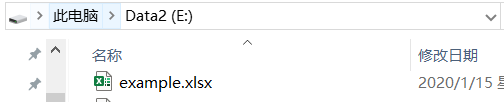 此电脑 > Data2 (E:)
名称 修改日期
example.xlsx 2020/1/15